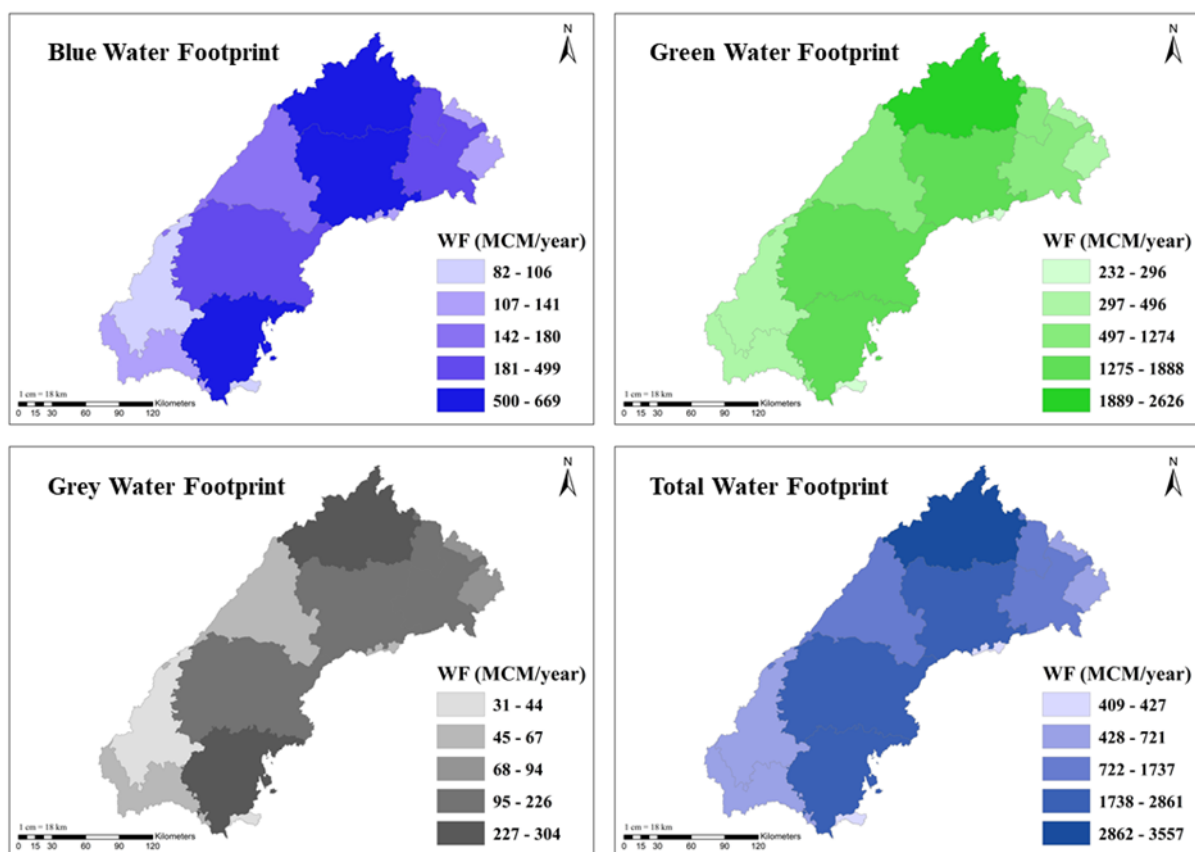 Blue Water Footprint
N
WF (MCM/year)
82 - 106
107 - 141
142 - 180
181 - 499
500 - 669
1 cm = 18 km
Kilometers
0 15 30 60 90 120
Green Water Footprint
N
WF (MCM/year)
232 - 296
297 - 496
497 - 1274
1275 - 1888
1889 - 2626
1 cm = 18 km
Kilometers
0 15 30 60 90 120
Grey Water Footprint
N
WF (MCM/year)
31 - 44
45 - 67
68 - 94
95 - 226
227 - 304
1 cm = 18 km
Kilometers
0 15 30 60 90 120
Total Water Footprint
N
WF (MCM/year)
409 - 427
428 - 721
722 - 1737
1738 - 2861
2862 - 3557
1 cm = 18 km
Kilometers
0 15 30 60 90 120